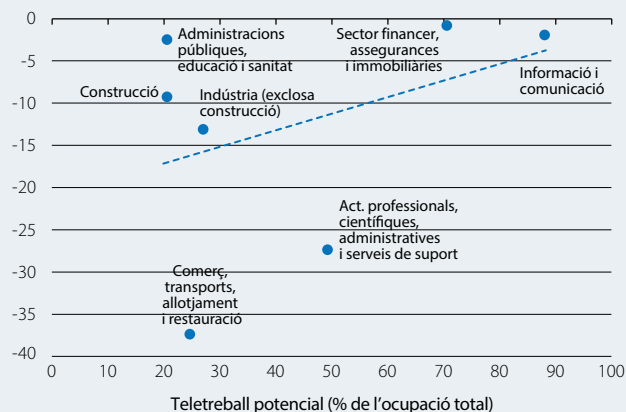 0
-5
-10
-15
-20
-25
-30
-35
-40
Administracions
públiques,
educació i sanitat
Sector financer,
assegurances
i immobiliàries
Informació i
comunicació
Construcció
Indústria (exclosa
construcció)
Act. professionals,
científiques,
administratives
i serveis de suport
Comerç,
transports,
allotjament
i restauració
0 10 20 30 40 50 60 70 80 90 100
Teletreball potencial (% de l’ocupació total)